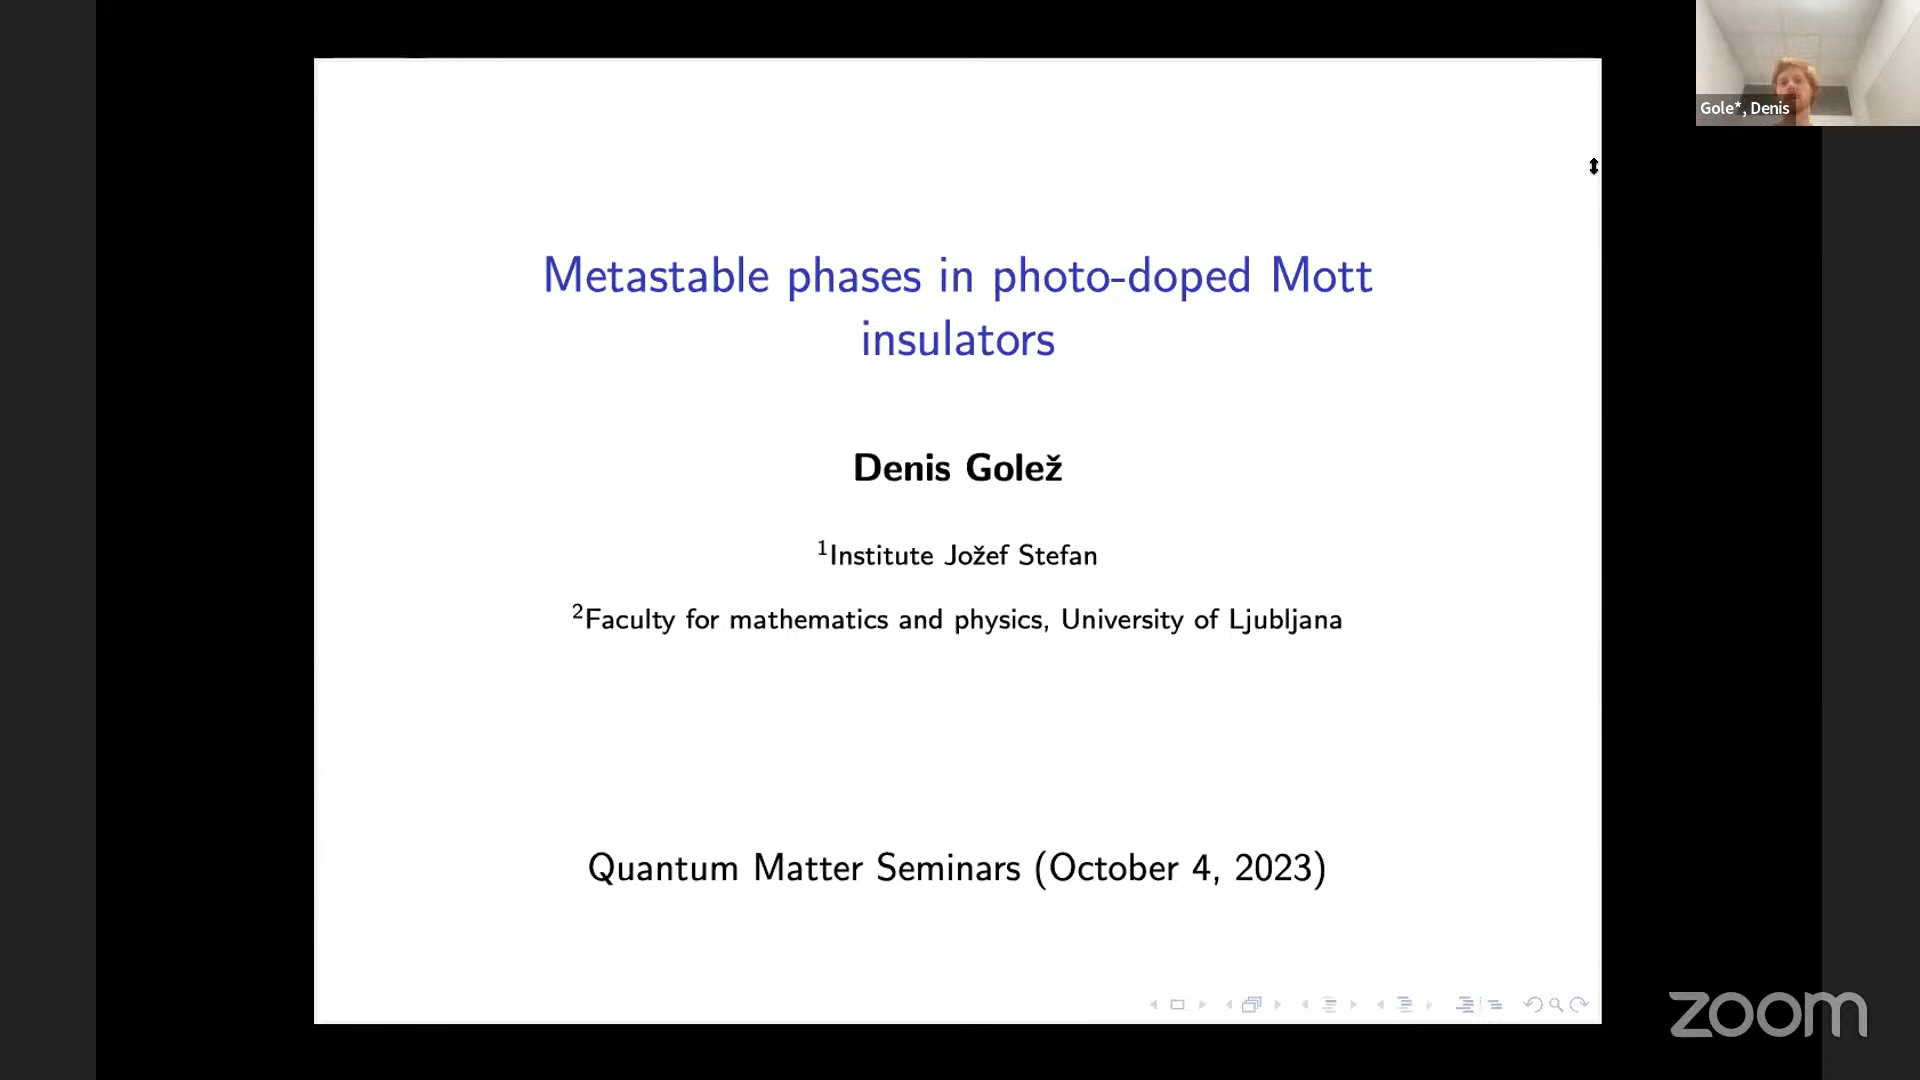 Gole*, Denis
Metastable phases in photo-doped Mott
insulators
Denis Golež
¹Institute Jožef Stefan
²Faculty for mathematics and physics, University of Ljubljana
Quantum Matter Seminars (October 4, 2023)
zoom